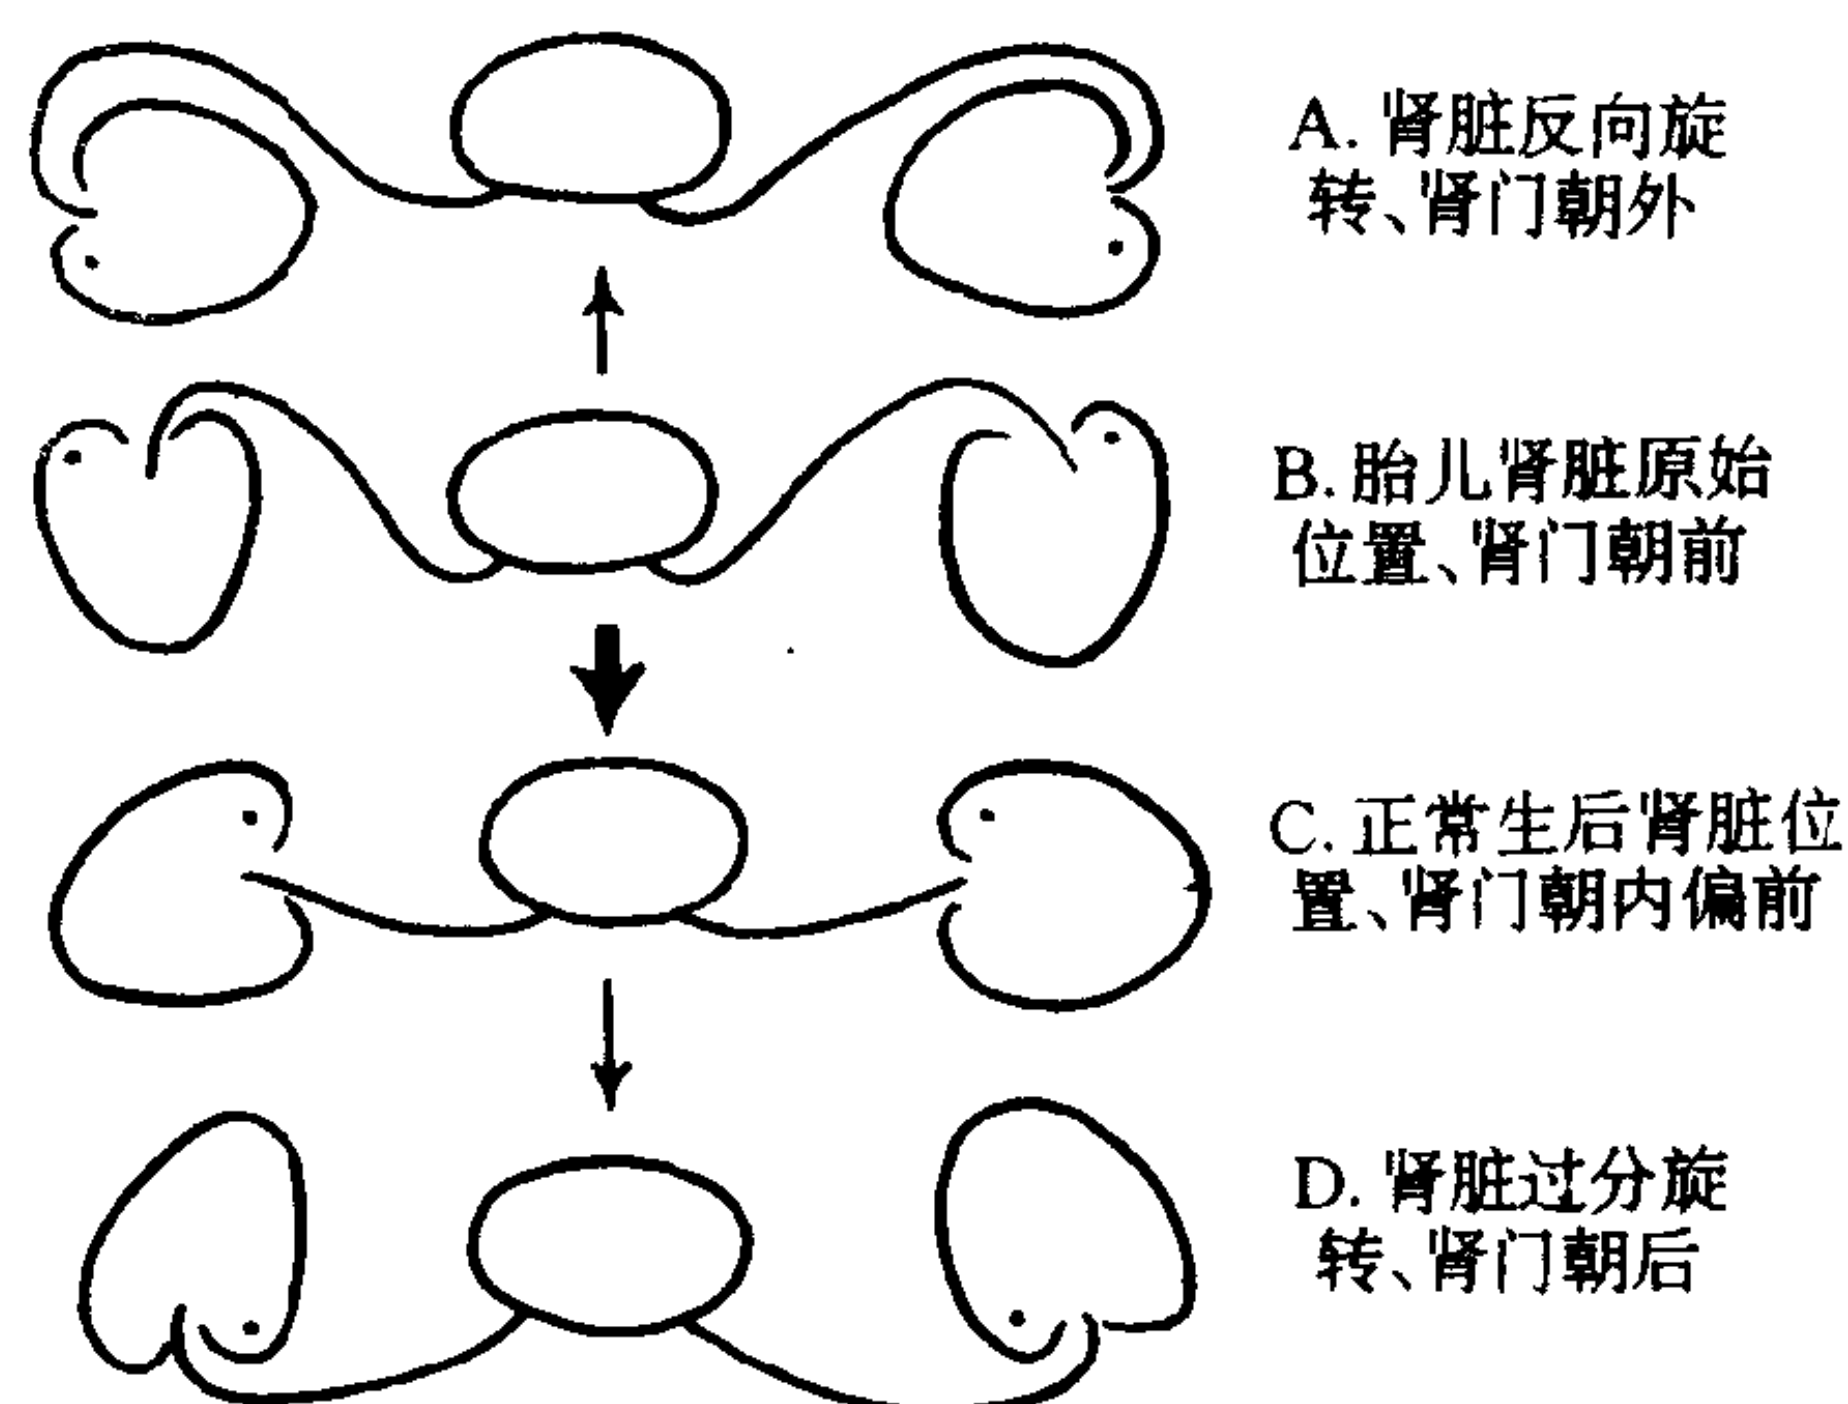 A. 肾脏反向旋
转、肾门朝外
B. 胎儿肾脏原始
位置、肾门朝前
C. 正常生后肾脏位
置、肾门朝内偏前
D. 肾脏过分旋
转、肾门朝后